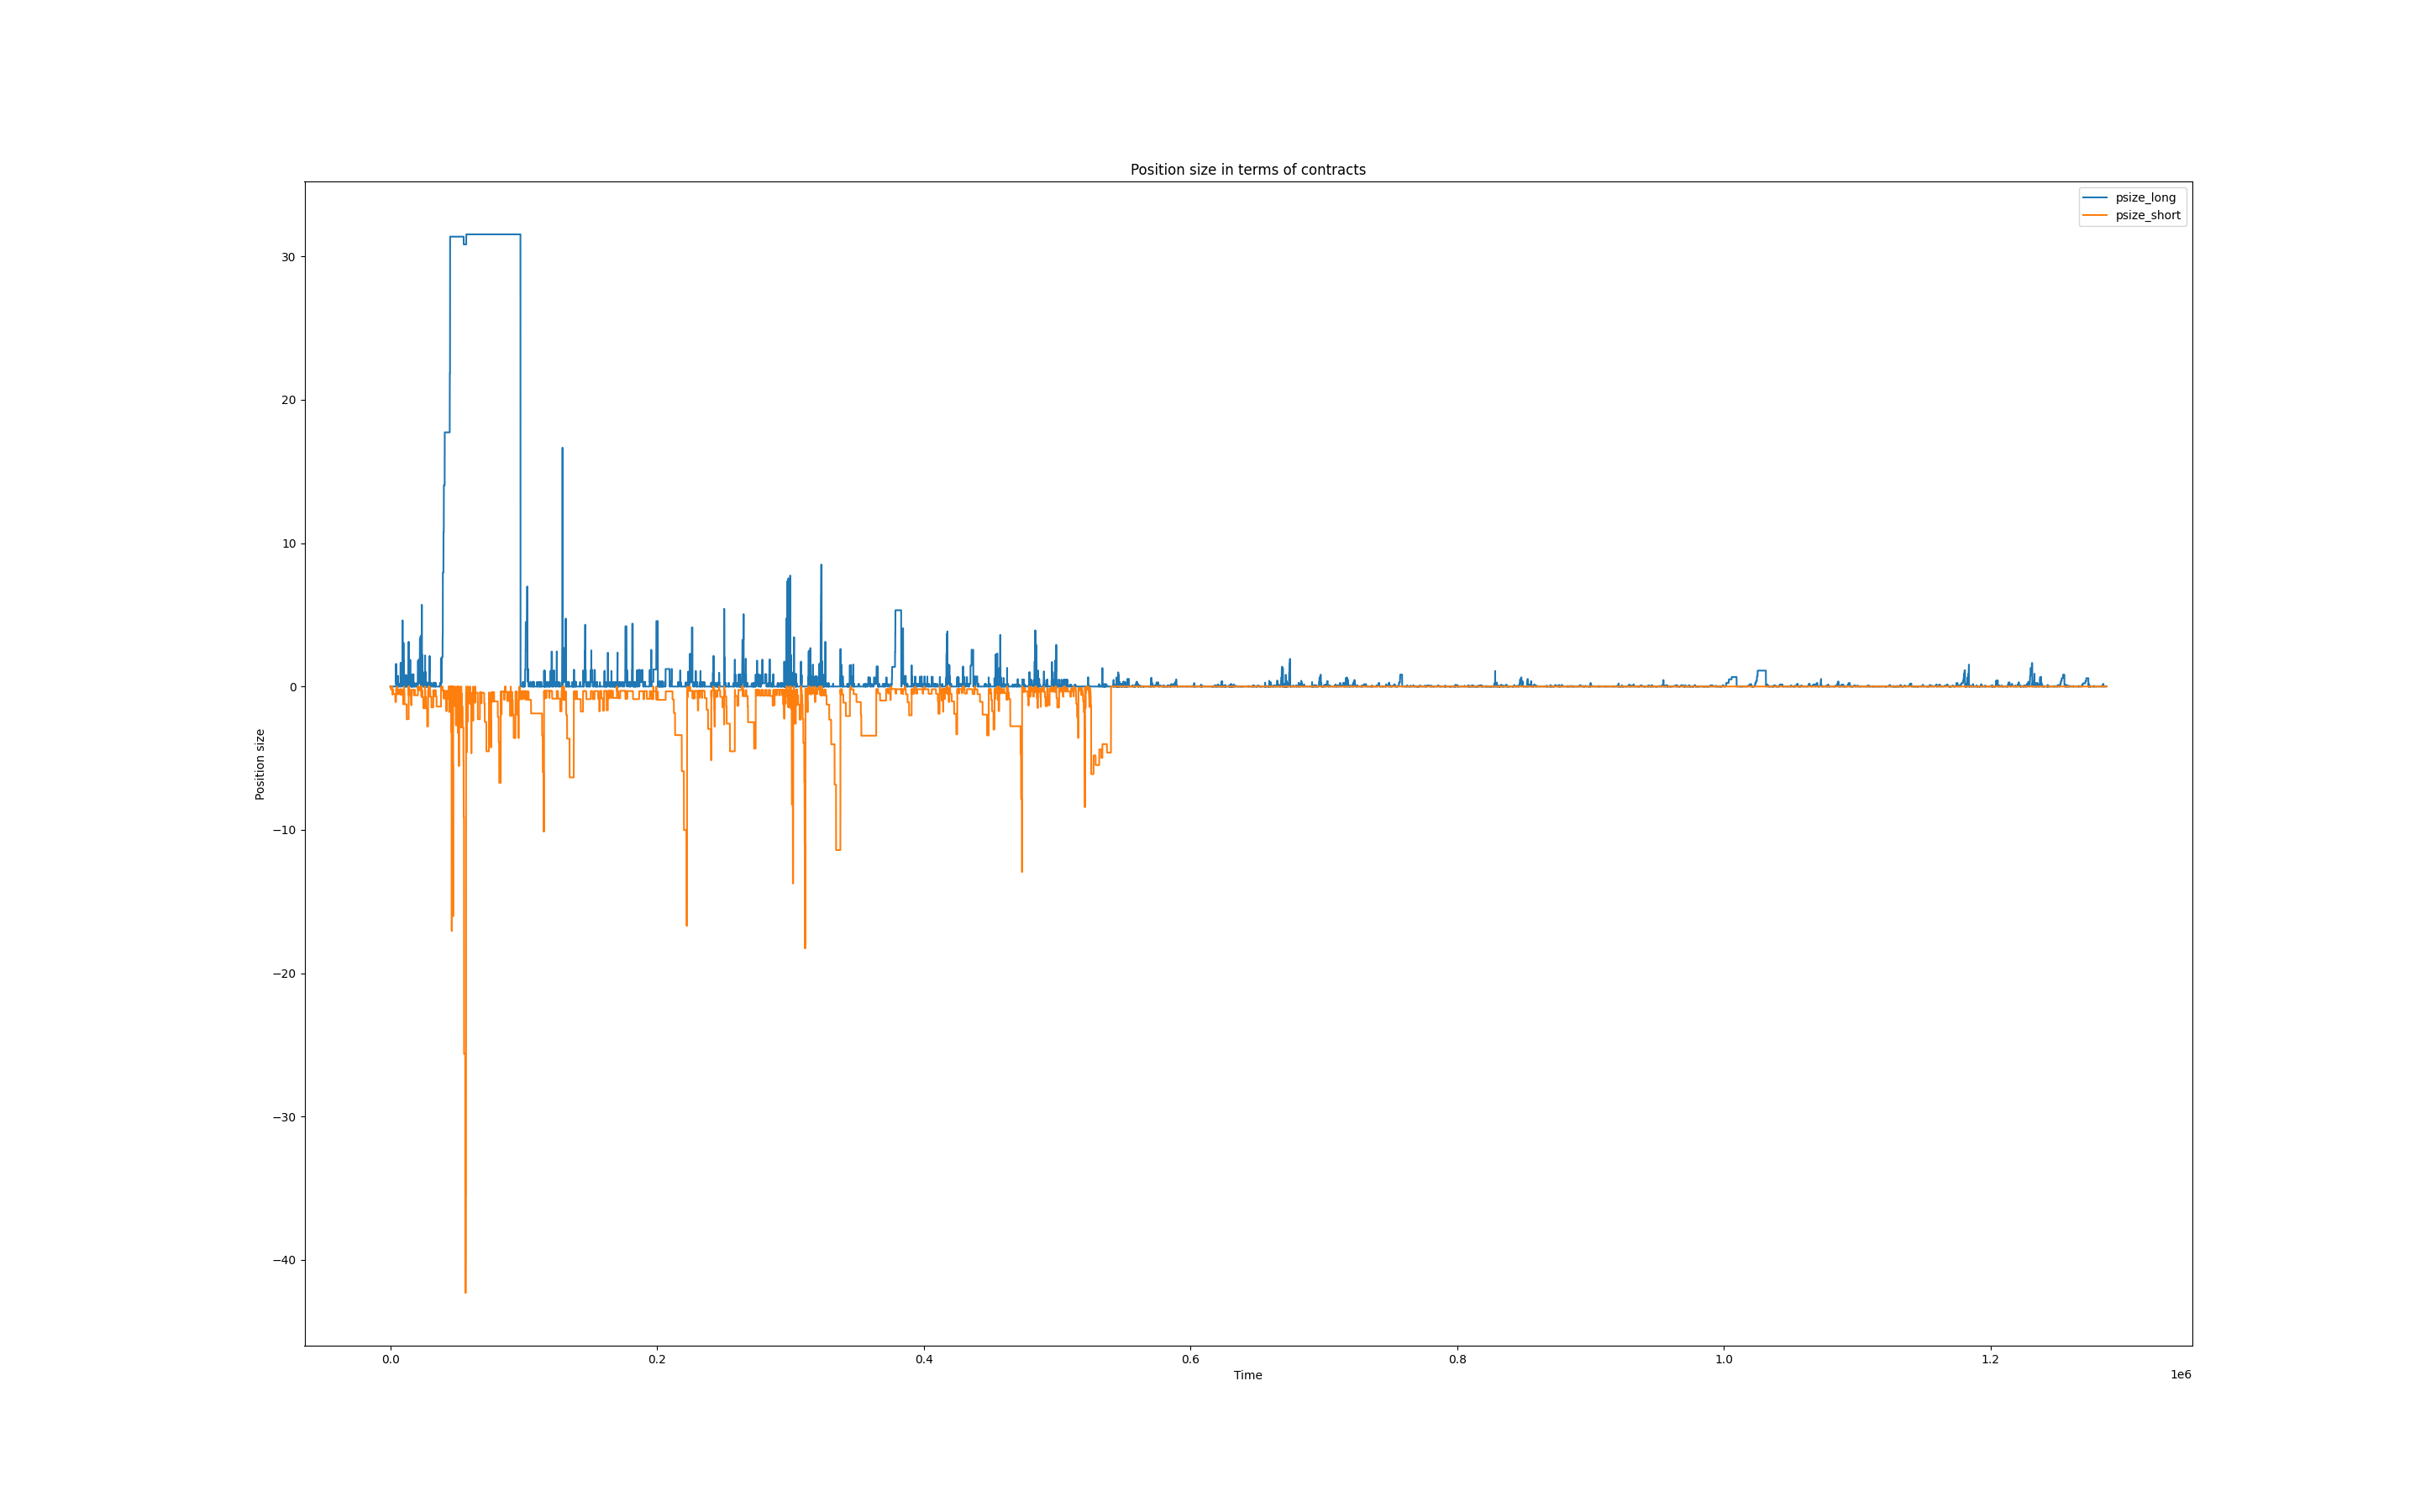 Position size in terms of contracts
psize_long
psize_short
30
20
10
0
−10
−20
−30
−40
Position size
0.0
0.2
0.4
0.6
0.8
1.0
1.2
Time
1e6